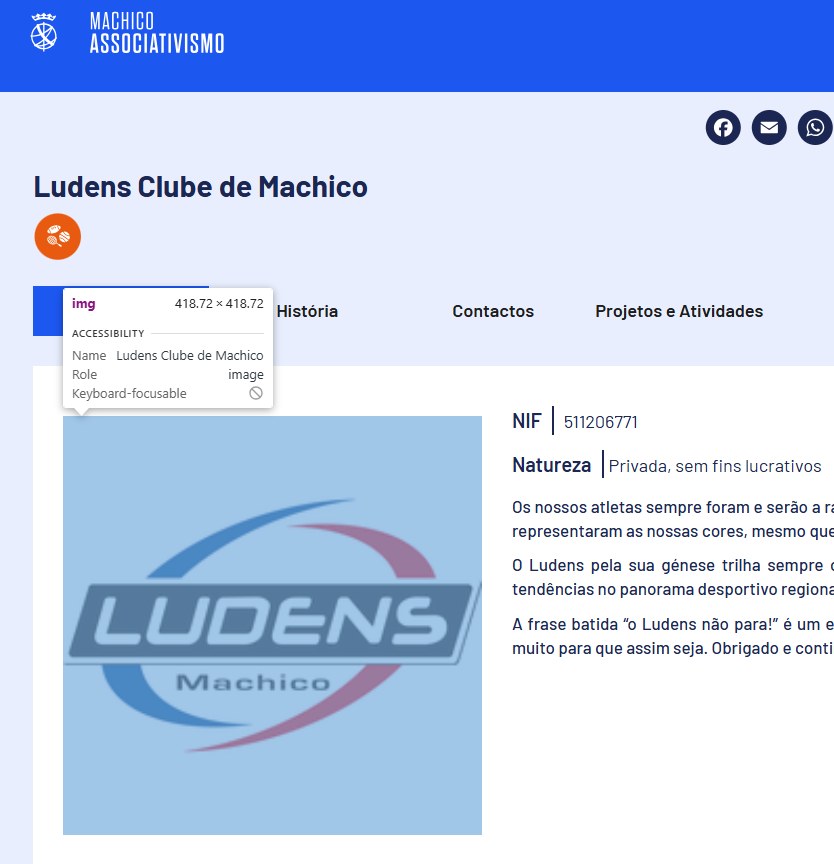 MACHICO
ASSOCIATIVISMO
Ludens Clube de Machico
História Contactos Projetos e Atividades
img 418.72 × 418.72
ACCESSIBILITY
Name Ludens Clube de Machico
Role image
Keyboard-focusable
NIF 511206771
Natureza Privada, sem fins lucrativos
Os nossos atletas sempre foram e serão a
representaram as nossas cores, mesmo que
O Ludens pela sua génese trilha sempre
tendências no panorama desportivo
A frase batida “o Ludens não para!” é um
muito para que assim seja. Obrigado e
LUDENS
Machico